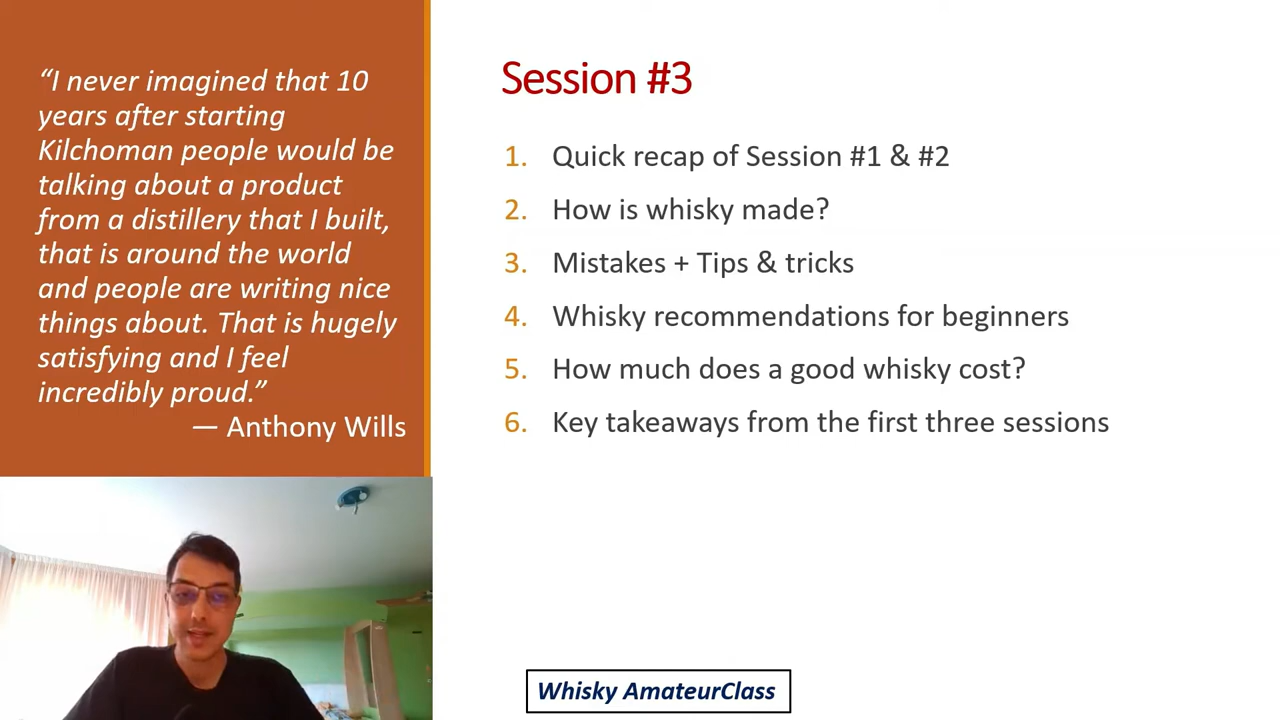 “I never imagined that 10
years after starting
Kilchoman people would be
talking about a product
from a distillery that I built,
that is around the world
and people are writing nice
things about. That is hugely
satisfying and I feel
incredibly proud.”
— Anthony Wills
Session #3
1. Quick recap of Session #1 & #2
2. How is whisky made?
3. Mistakes + Tips & tricks
4. Whisky recommendations for beginners
5. How much does a good whisky cost?
6. Key takeaways from the first three sessions
Whisky AmateurClass